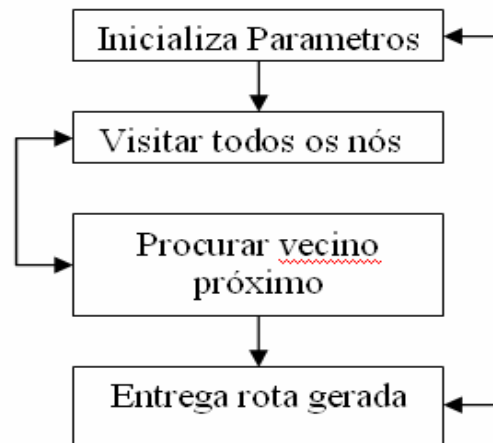 Inicializa Parametros
Visitar todos os nós
Procurar vecino
próximo
Entrega rota gerada